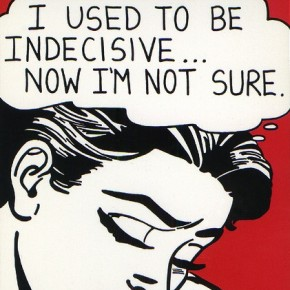 I USED TO BE
INDECISIVE...
NOW I'M NOT SURE.